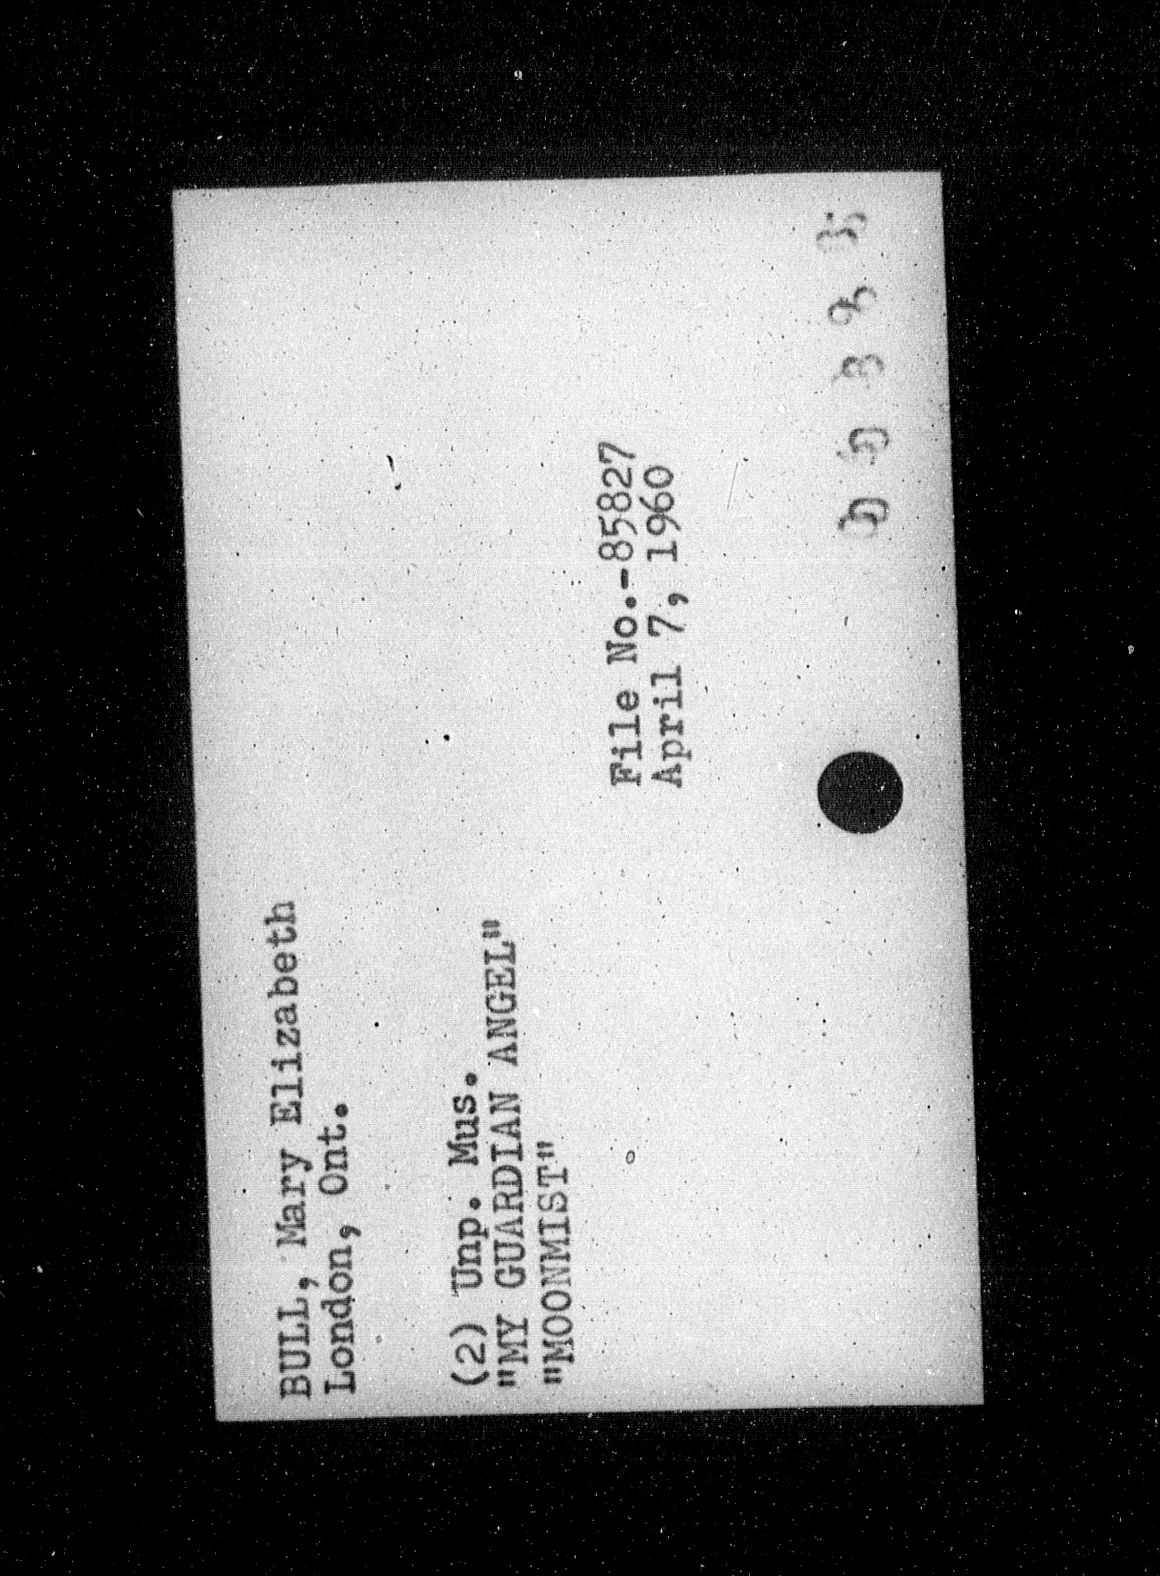 BULL, Mary Elizabeth
London, Ont.
(2) Unp. Mus.
"MY GUARDIAN ANGEL"
"MOONMIST"
File No.-85827
April 7, 1960